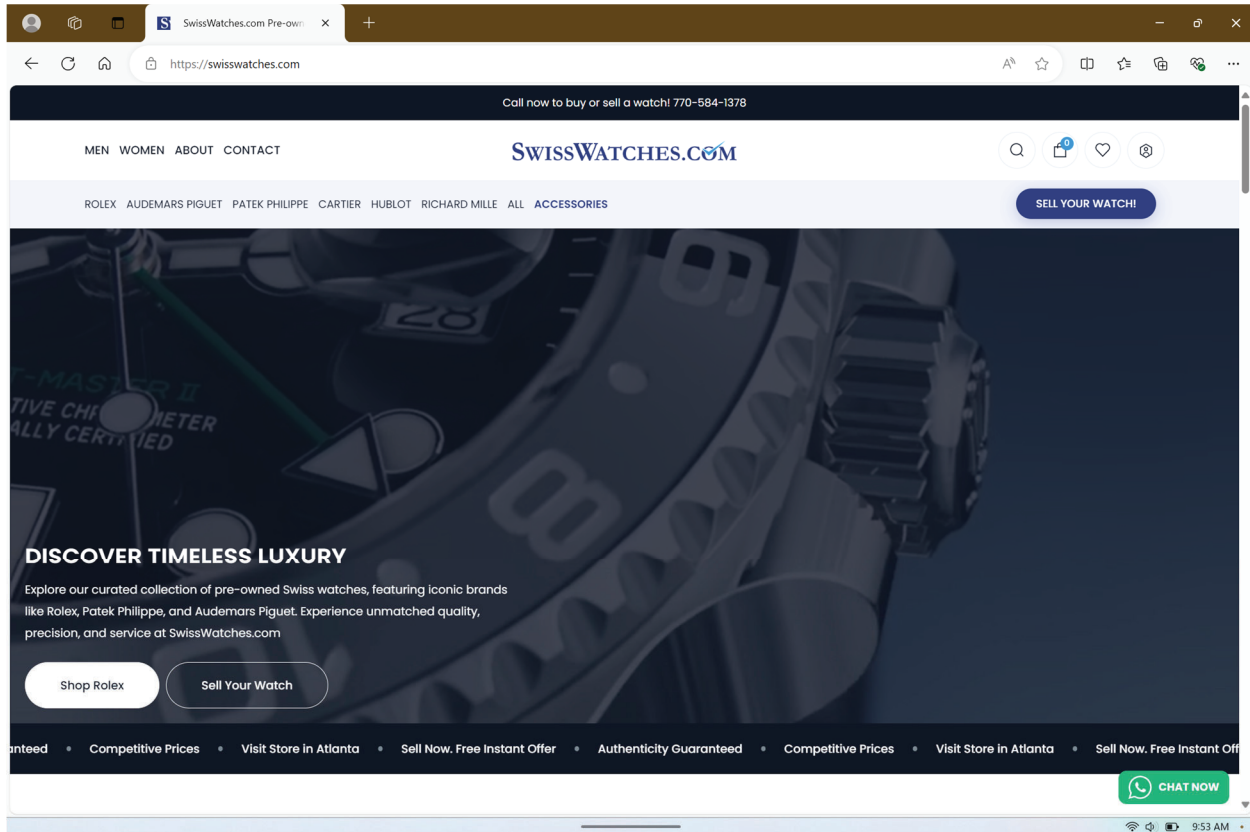 SwissWatches.com Pre-own
https://swisswatches.com
Call now to buy or sell a watch! 770-584-1378
MEN WOMEN ABOUT CONTACT
SWISSWATCHES.COM
0
ROLEX AUDEMARS PIGUET PATEK PHILIPPE CARTIER HUBLOT RICHARD MILLE ALL ACCESSORIES
SELL YOUR WATCH!
28
6
T-MASTER II
TIVE CHRONOMETER
ALLY CERTIFIED
8
10
DISCOVER TIMELESS LUXURY
Explore our curated collection of pre-owned Swiss watches, featuring iconic brands
like Rolex, Patek Philippe, and Audemars Piguet. Experience unmatched quality,
precision, and service at SwissWatches.com
Shop Rolex
Sell Your Watch
anteed • Competitive Prices • Visit Store in Atlanta • Sell Now. Free Instant Offer • Authenticity Guaranteed • Competitive Prices • Visit Store in Atlanta • Sell Now. Free Instant Off
CHAT NOW
9:53 AM